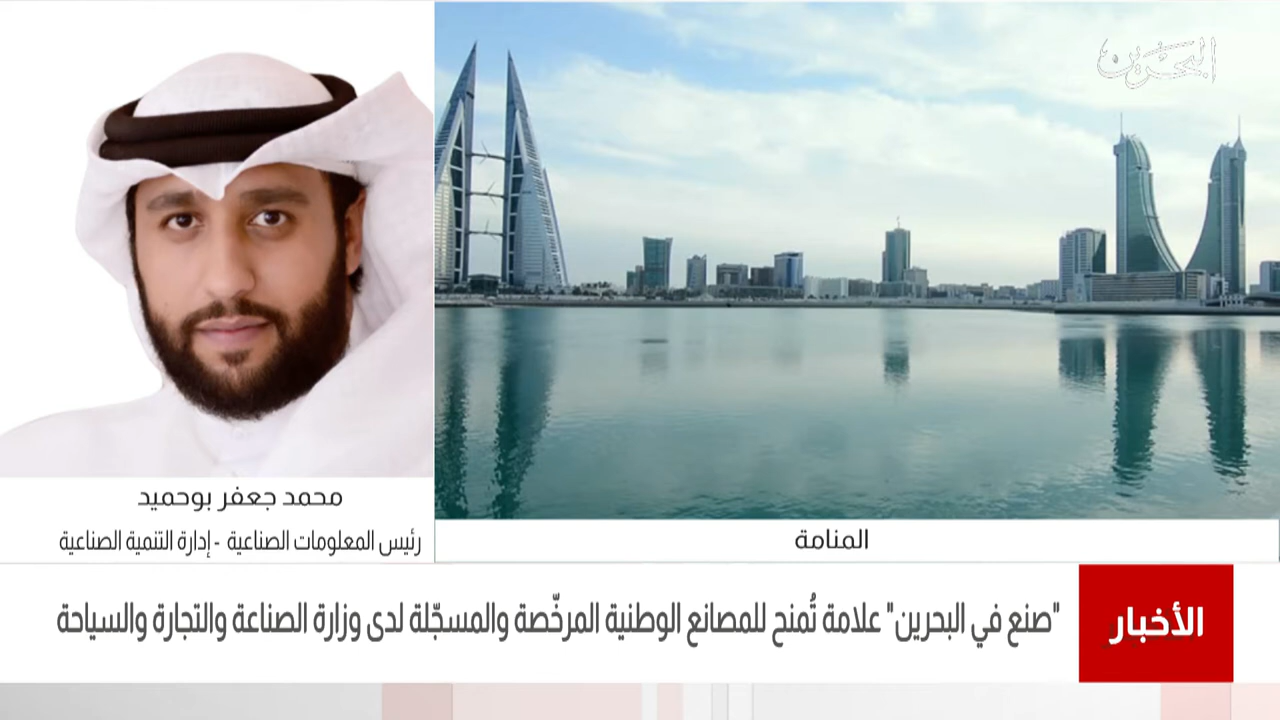 البحرين
محمد جعفر بوحميد
رئيس المعلومات الصناعية - إدارة التنمية الصناعية
المنامة
الأخبار
"صنع في البحرين" علامة تُمنح للمصانع الوطنية المرخّصة والمسجّلة لدى وزارة الصناعة والتجارة والسياحة